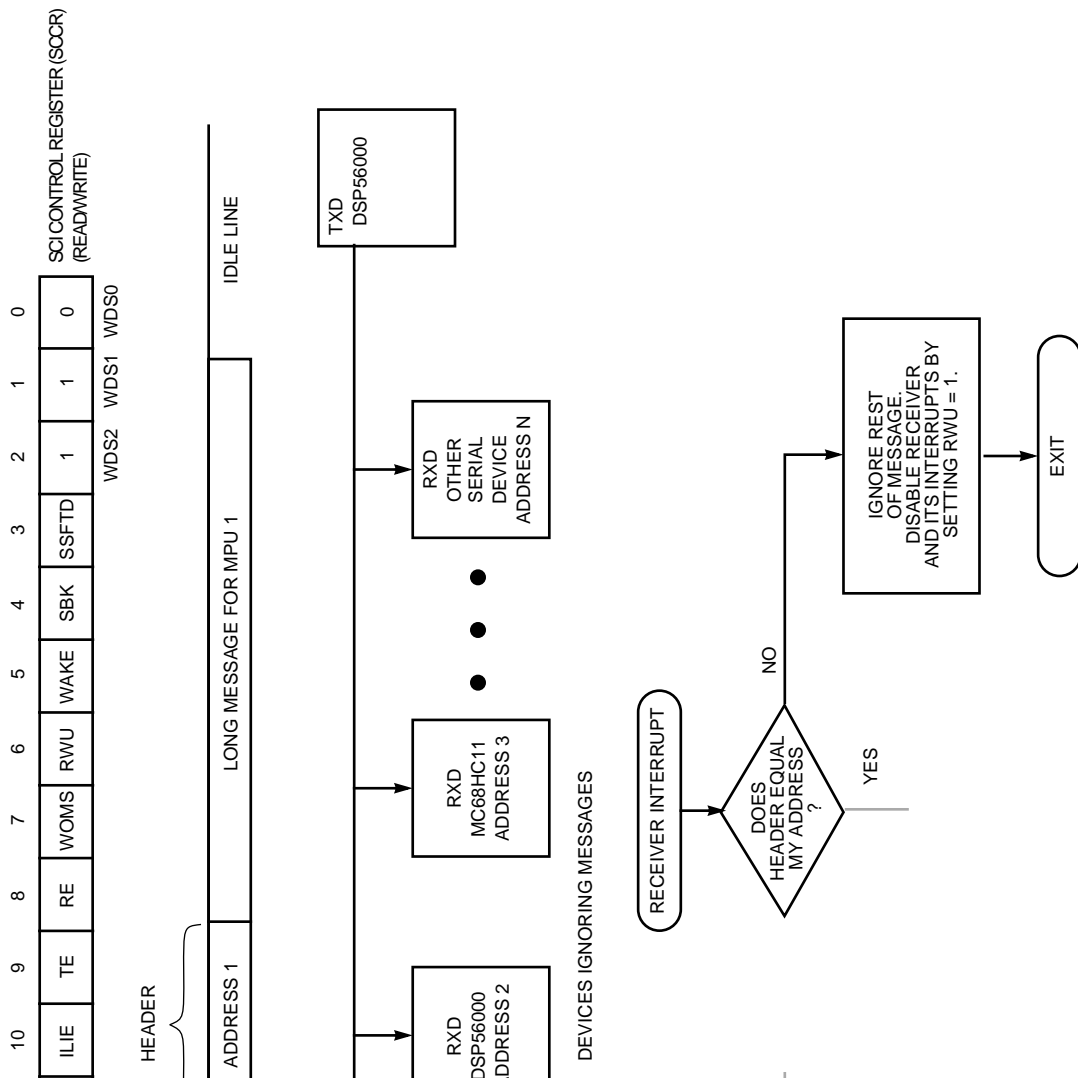 10 9 8 7 6 5 4 3 2 1 0
ILIE TE RE WOMS RWU WAKE SBK SSFTD 1 1 0
SCI CONTROL REGISTER (SCCR)
(READ/WRITE)
WDS2 WDS1 WDS0
HEADER
ADDRESS 1 LONG MESSAGE FOR MPU 1 IDLE LINE
TXD
DSP56000
RXD
DSP56000
DDRESS 2
RXD
MC68HC11
ADDRESS 3
RXD
OTHER
SERIAL
DEVICE
ADDRESS N
DEVICES IGNORING MESSAGES
RECEIVER INTERRUPT
DOES
HEADER EQUAL
MY ADDRESS
?
NO
YES
IGNORE REST
OF MESSAGE.
DISABLE RECEIVER
AND ITS INTERRUPTS BY
SETTING RWU = 1.
EXIT